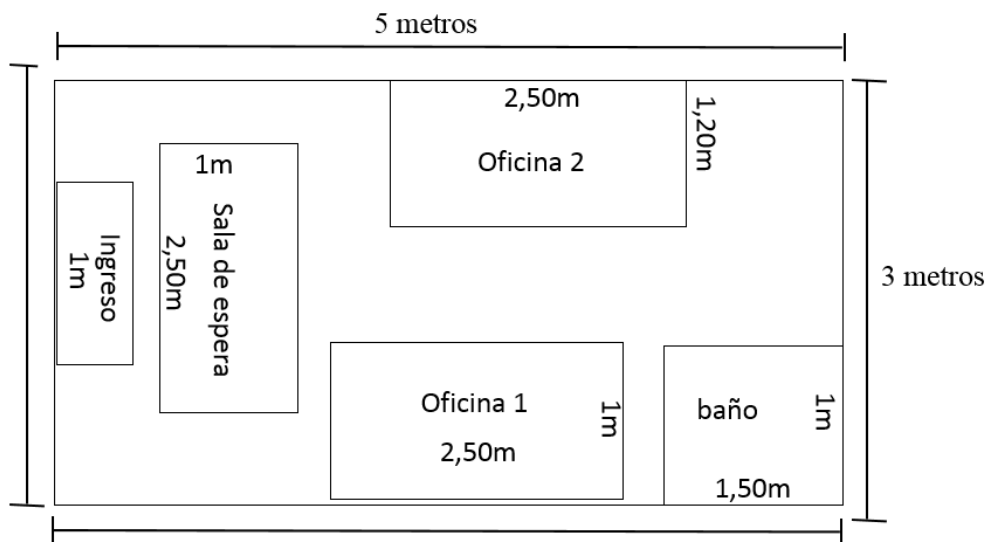 5 metros
2,50m
1,20m
Oficina 2
1m
Sala de espera
2,50m
Ingreso
1m
3 metros
Oficina 1
1m
2,50m
baño
1m
1,50m